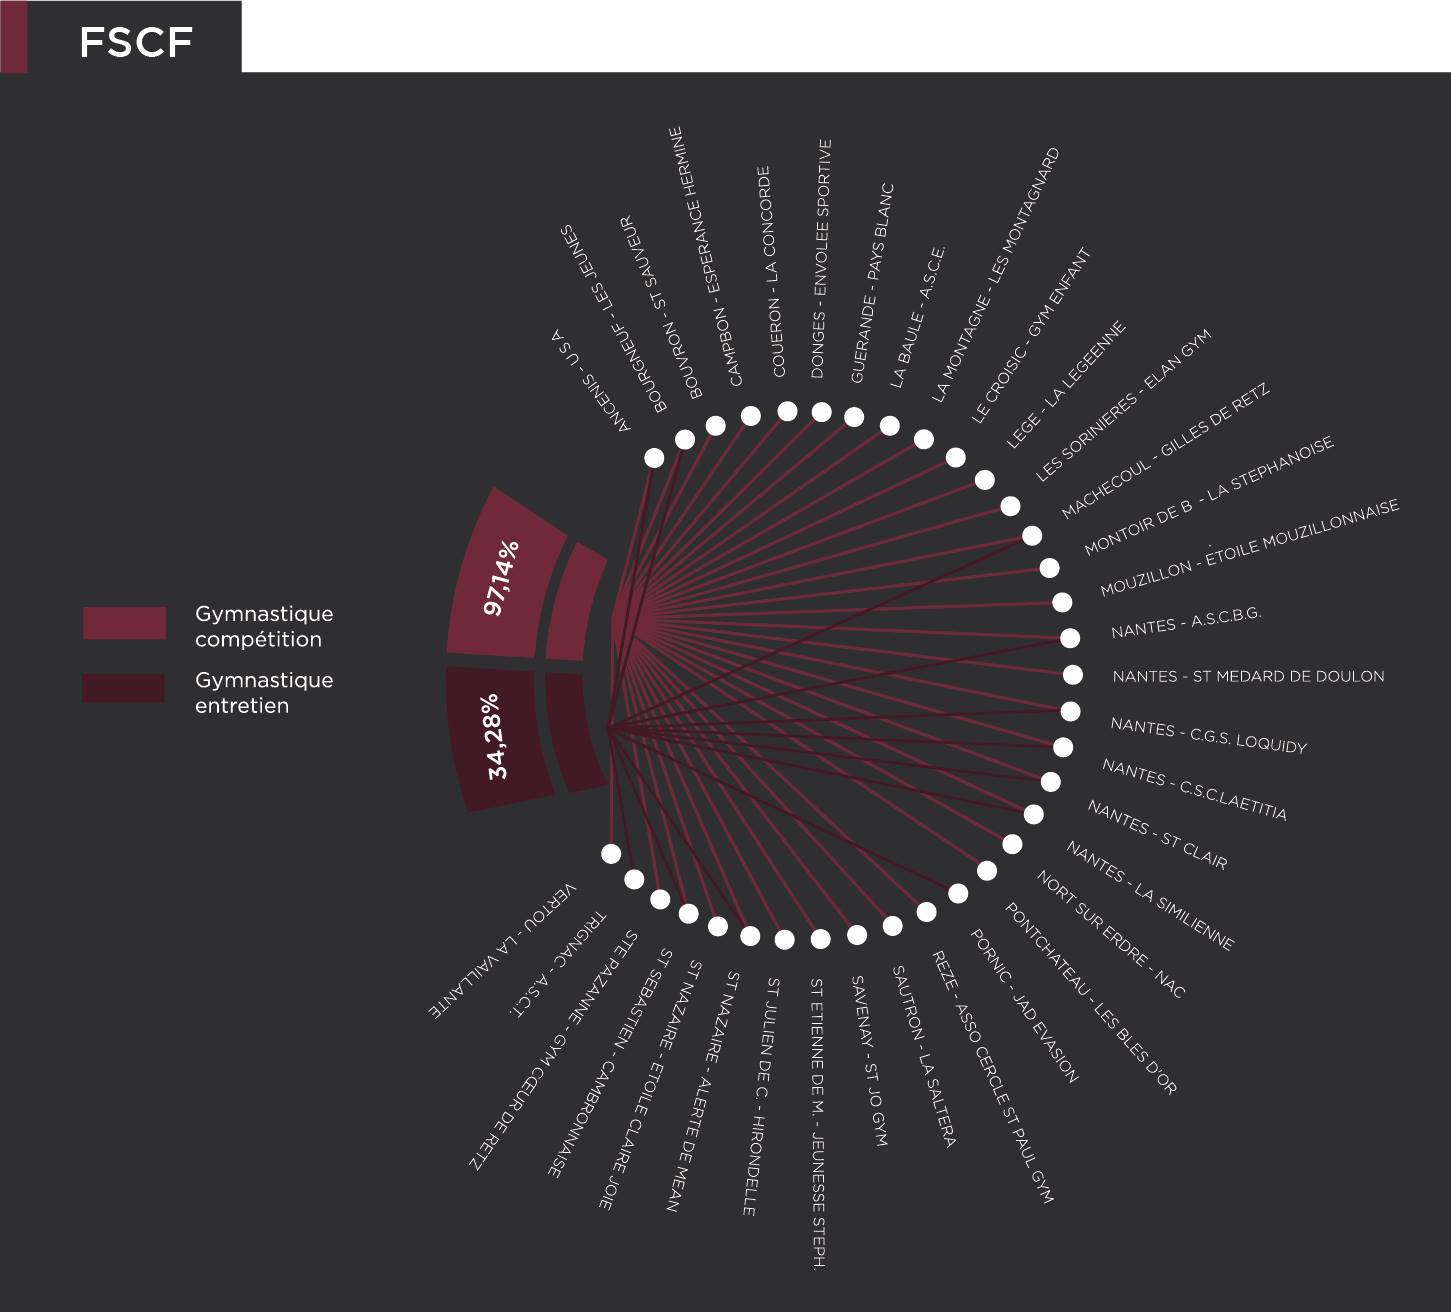 FSCF
97,14%
34,28%
Gymnastique
compétition
Gymnastique
entretien
ANCENIS - U S A
BOURGNEUF - LES JEUNES
BOUVRON - ST SAUVEUR
CAMPBON - ESPERANCE HERMINE
COUERON - LA CONCORDE
DONGES - ENVOLEE SPORTIVE
GUERANDE - PAYS BLANC
LA BAULE - A.S.C.E.
LA MONTAGNE - LES MONTAGNARD
LE CROISIC - GYM ENFANT
LEGE - LA LEGEENNE
LES SORINIERES - ELAN GYM
MACHECOUL - GILLES DE RETZ
MONTOIR DE B - LA STEPHANOISE
MOUZILLON - ÉTOILE MOUZILLONNAISE
NANTES - A.S.C.B.G.
NANTES - ST MEDARD DE DOULON
NANTES - C.G.S. LOQUIDY
NANTES - C.S.C.LAETITIA
NANTES - ST CLAIR
NANTES - LA SIMILIENNE
NORT SUR ERDRE - NAC
PONTCHATEAU - LES BLES D'OR
PORNIC - JAD EVASION
REZE - ASSO CERCLE ST PAUL GYM
SAUTRON - LA SALTERA
SAVENAY - ST JO GYM
ST ETIENNE DE M. - JEUNESSE STEPH.
ST JULIEN DE C. - HIRONDELLE
ST NAZAIRE - ALERTE DE MEAN
ST NAZAIRE - ETOILE CLAIRE JOIE
ST SEBASTIEN - CAMBRONNAISE
STE PAZANNE - GYM CŒUR DE RETZ
TRIGNAC - A.S.C.T.
VERTOU - LA VAILLANTE